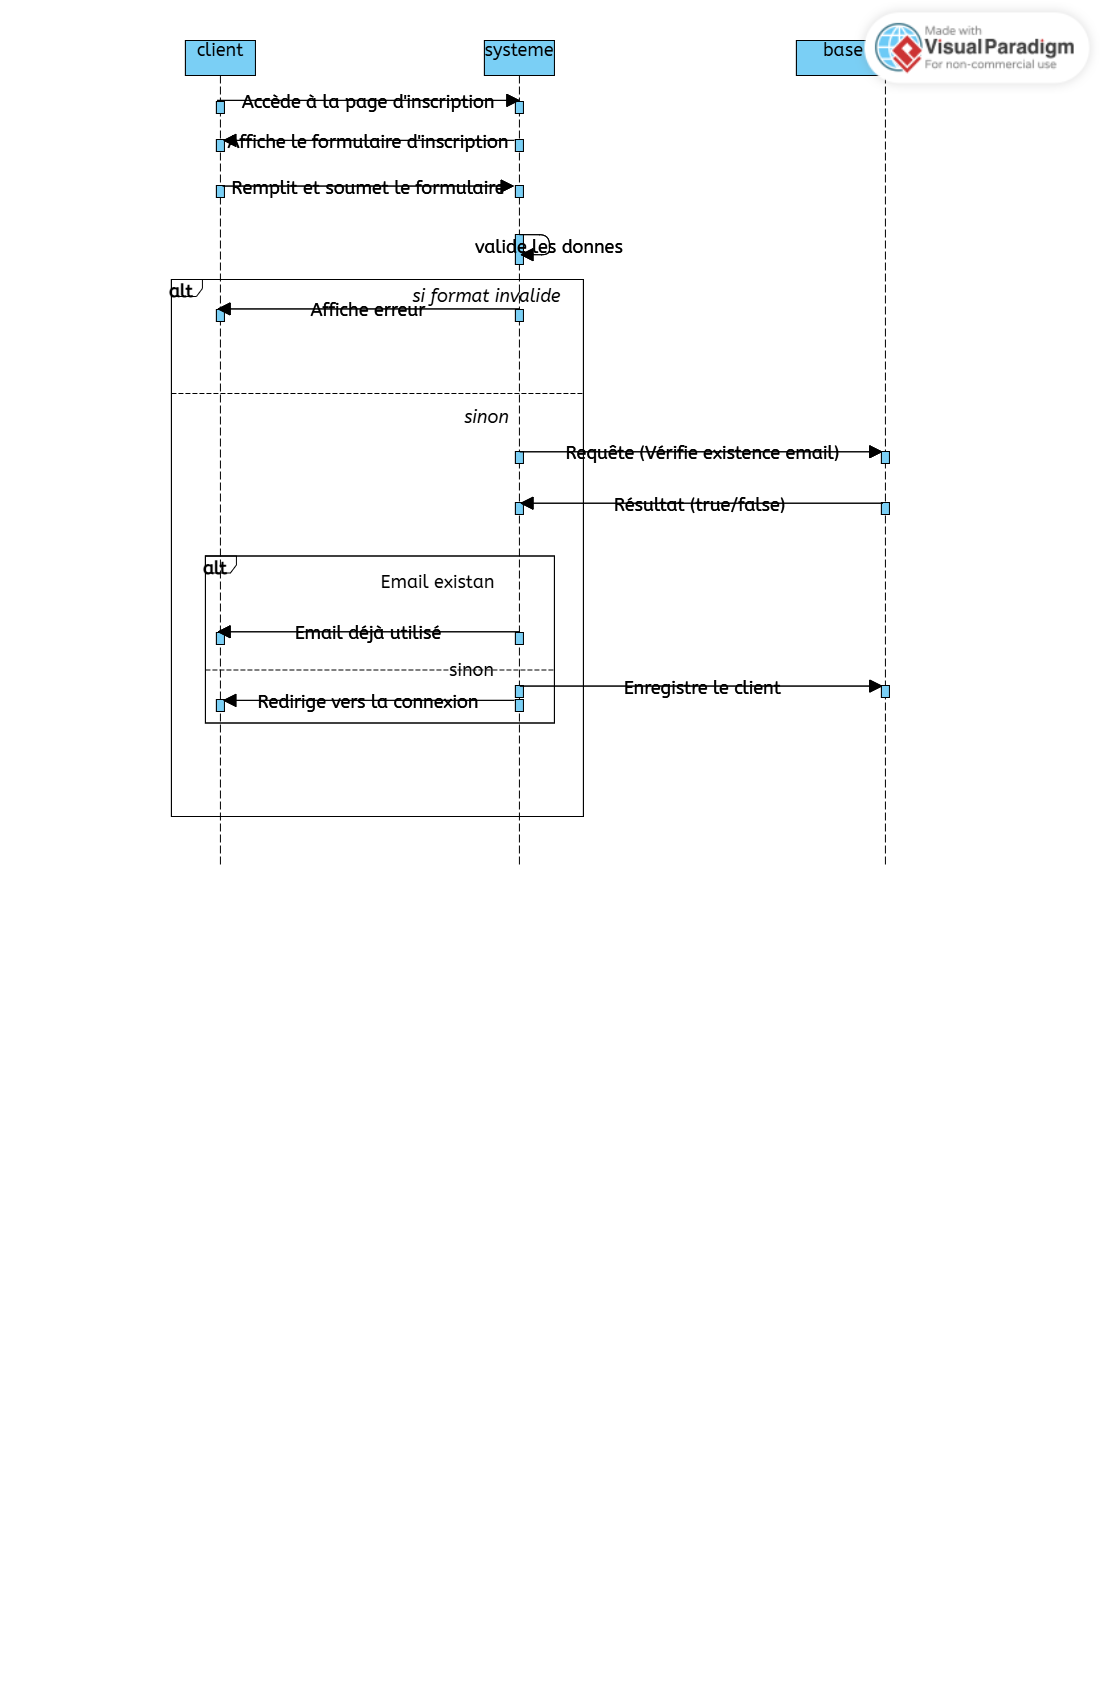 client
systeme
base
Made with
VisualParadigm
For non-commercial use
Accède à la page d'inscription
Affiche le formulaire d'inscription
Remplit et soumet le formulaire
valide les donnes
alt
si format invalide
Affiche erreur
sinon
Requête (Vérifie existence email)
Résultat (true/false)
alt
Email existan
Email déjà utilisé
sinon
Enregistre le client
Redirige vers la connexion